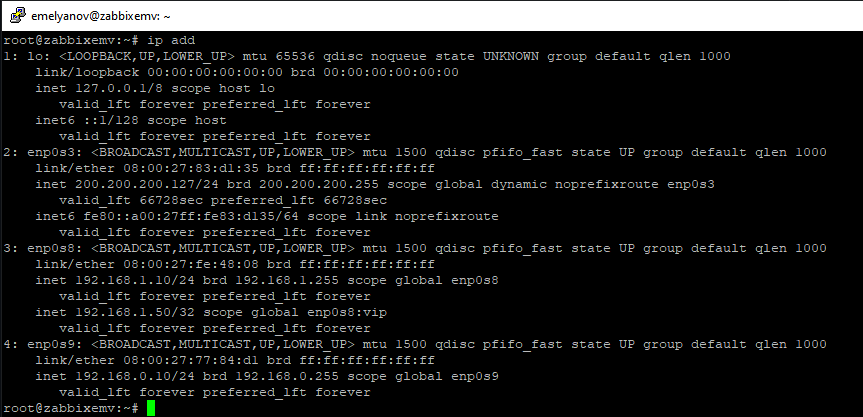 emelyanov@zabbixemv: ~
root@zabbixemv:~# ip add
1: lo: <LOOPBACK,UP,LOWER_UP> mtu 65536 qdisc noqueue state UNKNOWN group default qlen 1000
    link/loopback 00:00:00:00:00:00 brd 00:00:00:00:00:00
    inet 127.0.0.1/8 scope host lo
       valid_lft forever preferred_lft forever
    inet6 ::1/128 scope host
       valid_lft forever preferred_lft forever
2: enp0s3: <BROADCAST,MULTICAST,UP,LOWER_UP> mtu 1500 qdisc pfifo_fast state UP group default qlen 1000
    link/ether 08:00:27:83:d1:35 brd ff:ff:ff:ff:ff:ff
    inet 200.200.200.127/24 brd 200.200.200.255 scope global dynamic noprefixroute enp0s3
       valid_lft 66728sec preferred_lft 66728sec
    inet6 fe80::a00:27ff:fe83:d135/64 scope link noprefixroute
       valid_lft forever preferred_lft forever
3: enp0s8: <BROADCAST,MULTICAST,UP,LOWER_UP> mtu 1500 qdisc pfifo_fast state UP group default qlen 1000
    link/ether 08:00:27:fe:48:08 brd ff:ff:ff:ff:ff:ff
    inet 192.168.1.10/24 brd 192.168.1.255 scope global enp0s8
       valid_lft forever preferred_lft forever
    inet 192.168.1.50/32 scope global enp0s8:vip
       valid_lft forever preferred_lft forever
4: enp0s9: <BROADCAST,MULTICAST,UP,LOWER_UP> mtu 1500 qdisc pfifo_fast state UP group default qlen 1000
    link/ether 08:00:27:77:84:d1 brd ff:ff:ff:ff:ff:ff
    inet 192.168.0.10/24 brd 192.168.0.255 scope global enp0s9
       valid_lft forever preferred_lft forever
root@zabbixemv:~#